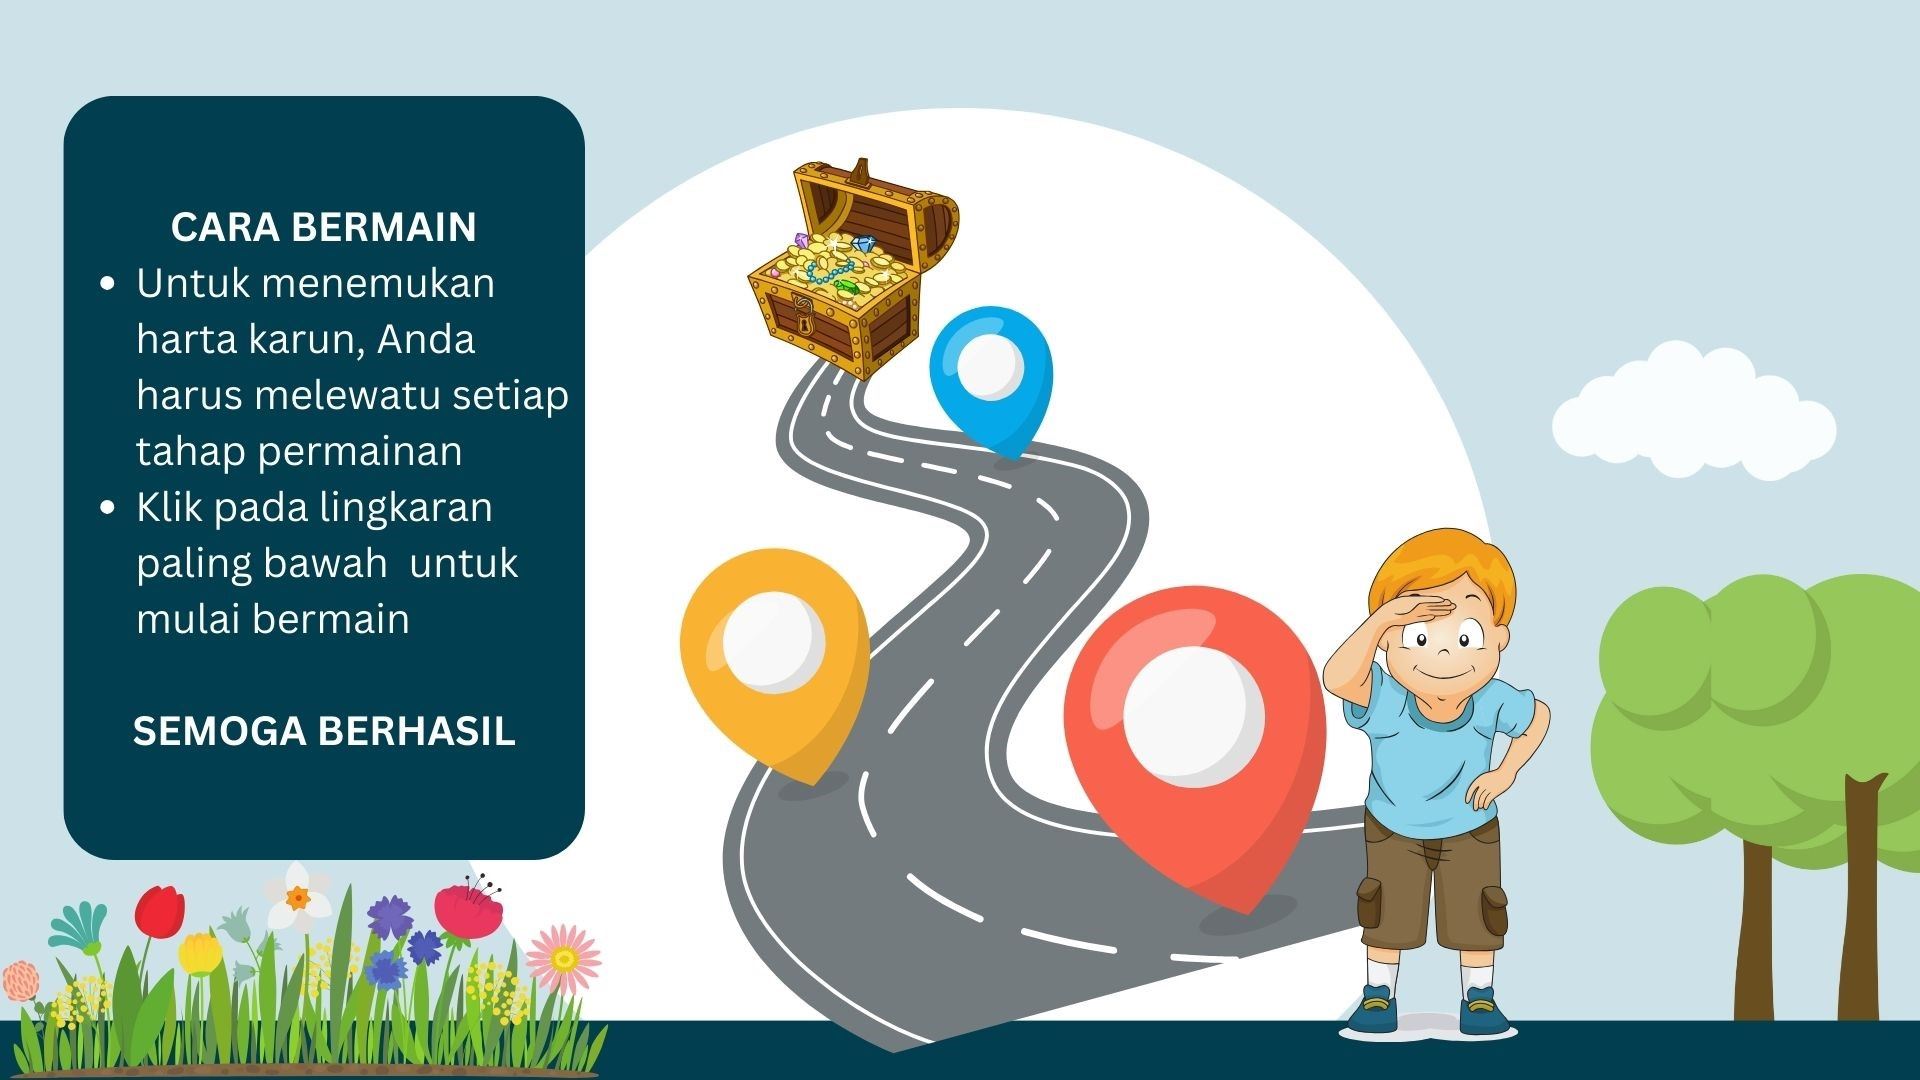 CARA BERMAIN
• Untuk menemukan
harta karun, Anda
harus melewatu setiap
tahap permainan
• Klik pada lingkaran
paling bawah  untuk
mulai bermain
SEMOGA BERHASIL